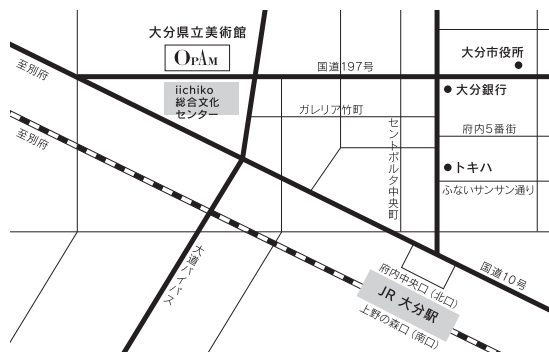 大分県立美術館
OPAM
大分市役所
至別府
国道197号
iichiko
総合文化
センター
大分銀行
ガレリア竹町
セントポルタ中央町
府内5番街
至別府
トキハ
ふないサンサン通り
大道バイパス
府内中央口（北口）
国道10号
JR 大分駅
上野の森口（南口）